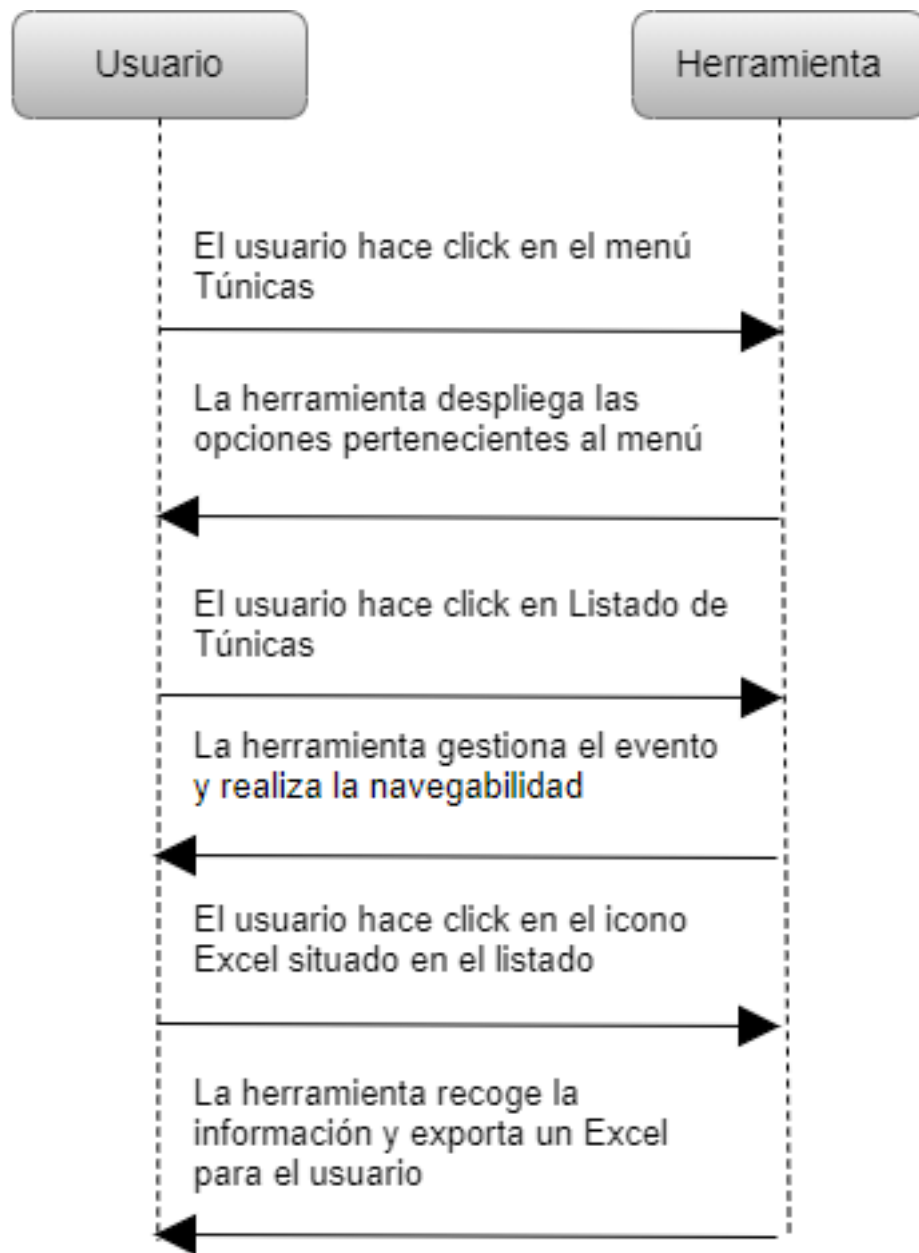 Usuario
Herramienta
El usuario hace click en el menú
Túnicas
La herramienta despliega las
opciones pertenecientes al menú
El usuario hace click en Listado de
Túnicas
La herramienta gestiona el evento
y realiza la navegabilidad
El usuario hace click en el icono
Excel situado en el listado
La herramienta recoge la
información y exporta un Excel
para el usuario